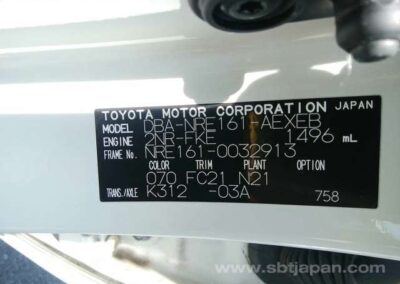 TOYOTA MOTOR CORPORATION JAPAN
MODEL DBA-NRE161-AEXEB
ENGINE 2NR-FKE 1496 mL
FRAME No. NRE161-0032913
COLOR TRIM PLANT OPTION
070 FC21 N21
TRANS./AXLE K312 -03A 758
www.sbtjapan.com